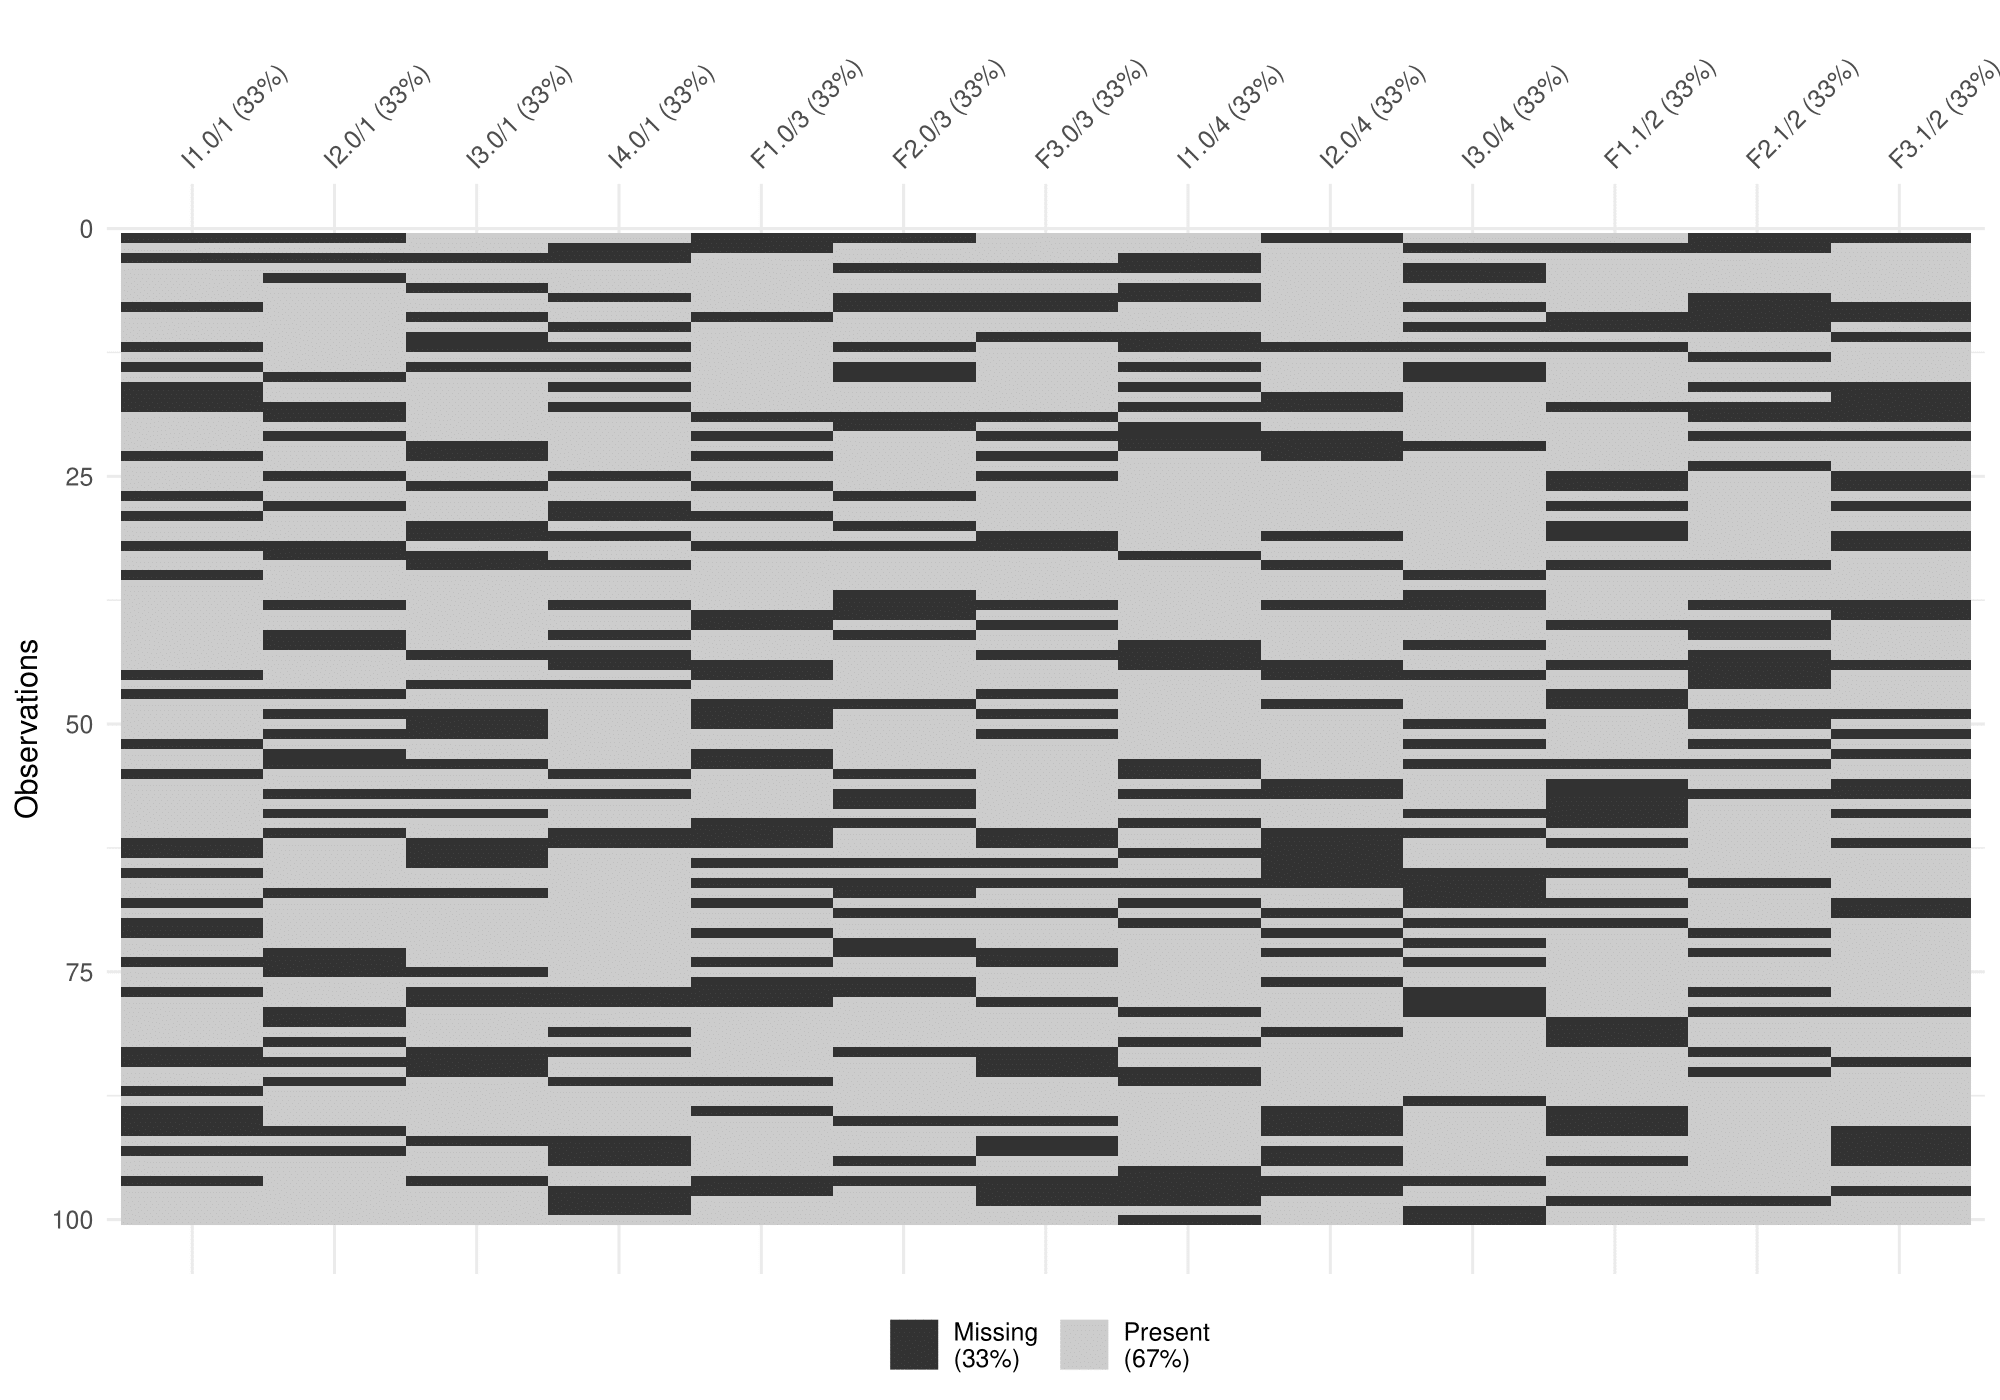 I1.0/1 (33%)
I2.0/1 (33%)
I3.0/1 (33%)
I4.0/1 (33%)
F1.0/3 (33%)
F2.0/3 (33%)
F3.0/3 (33%)
I1.0/4 (33%)
I2.0/4 (33%)
I3.0/4 (33%)
F1.1/2 (33%)
F2.1/2 (33%)
F3.1/2 (33%)
0
25
50
75
100
Observations
Missing
(33%)
Present
(67%)